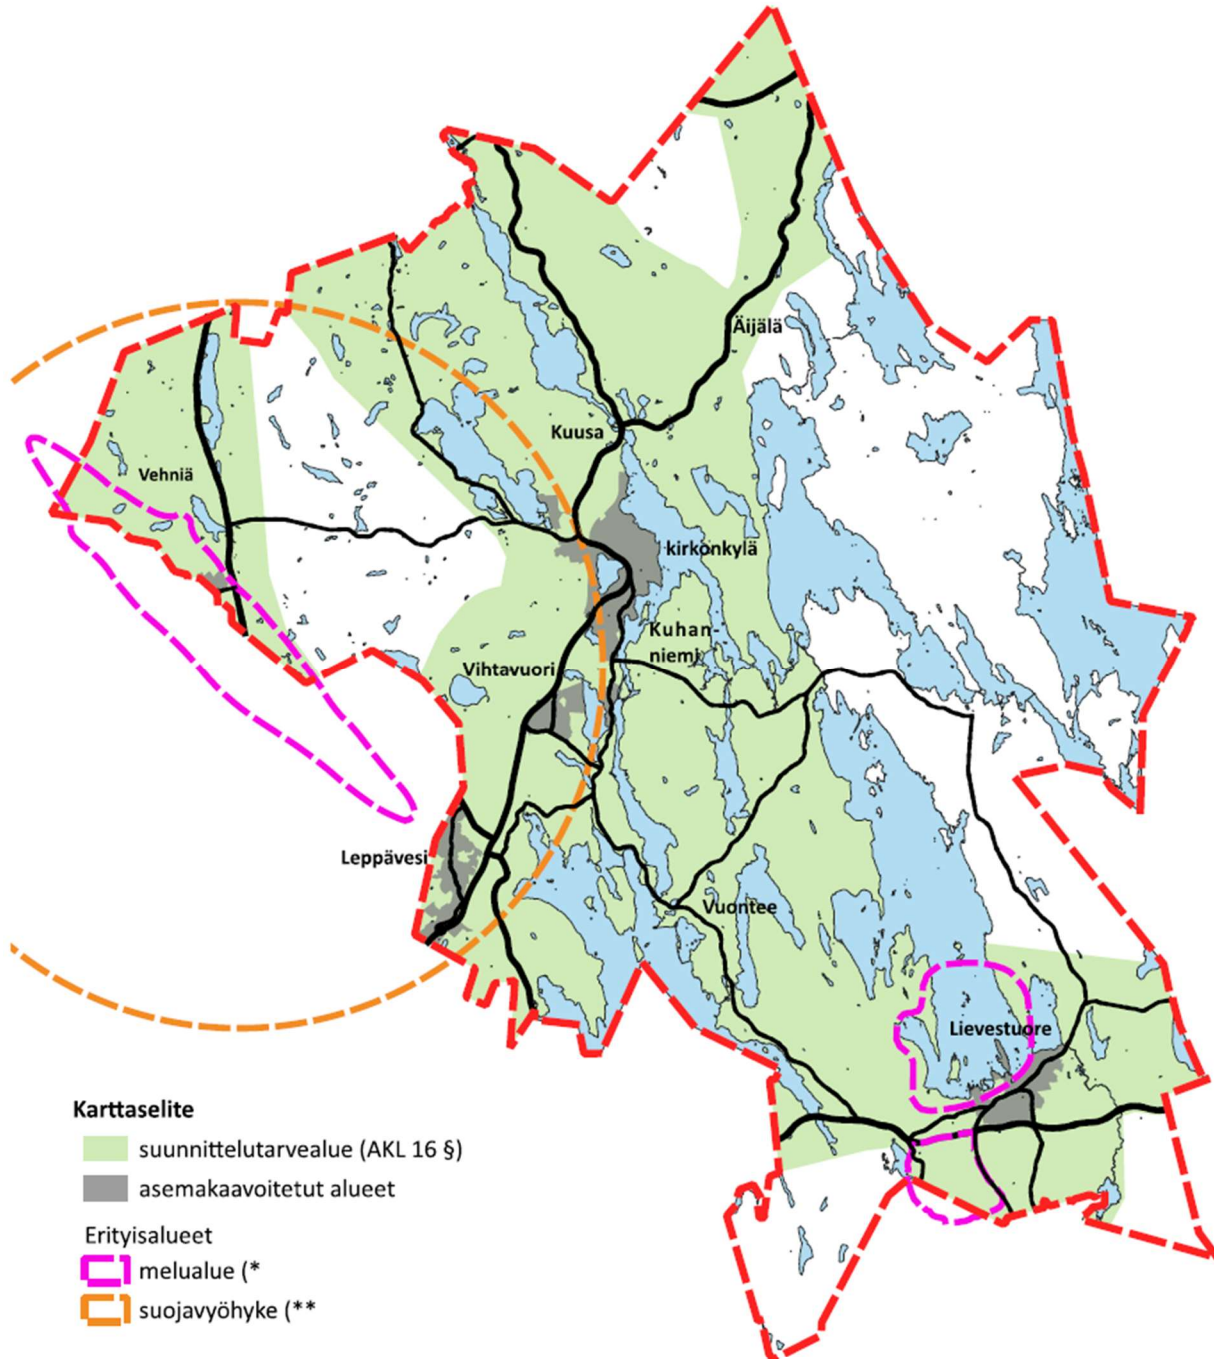 Äijälä
Kuusa
Vehniä
kirkonkylä
Kuhan-
niemi
Vihtavuori
Leppävesi
Vuontee
Lievestuore
Karttaselite
suunnittelutarvealue (AKL 16 §)
asemakaavoitetut alueet
Erityisalueet
melualue (*
suojavyöhyke (**